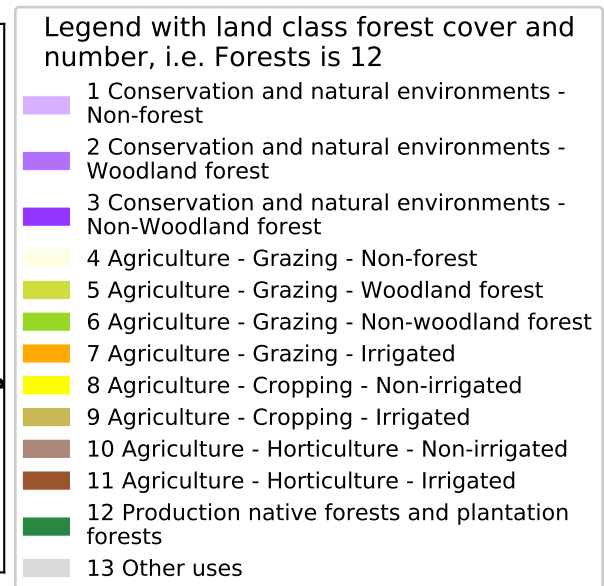 Legend with land class forest cover and
number, i.e. Forests is 12
1 Conservation and natural environments -
Non-forest
2 Conservation and natural environments -
Woodland forest
3 Conservation and natural environments -
Non-Woodland forest
4 Agriculture - Grazing - Non-forest
5 Agriculture - Grazing - Woodland forest
6 Agriculture - Grazing - Non-woodland forest
7 Agriculture - Grazing - Irrigated
8 Agriculture - Cropping - Non-irrigated
9 Agriculture - Cropping - Irrigated
10 Agriculture - Horticulture - Non-irrigated
11 Agriculture - Horticulture - Irrigated
12 Production native forests and plantation
forests
13 Other uses